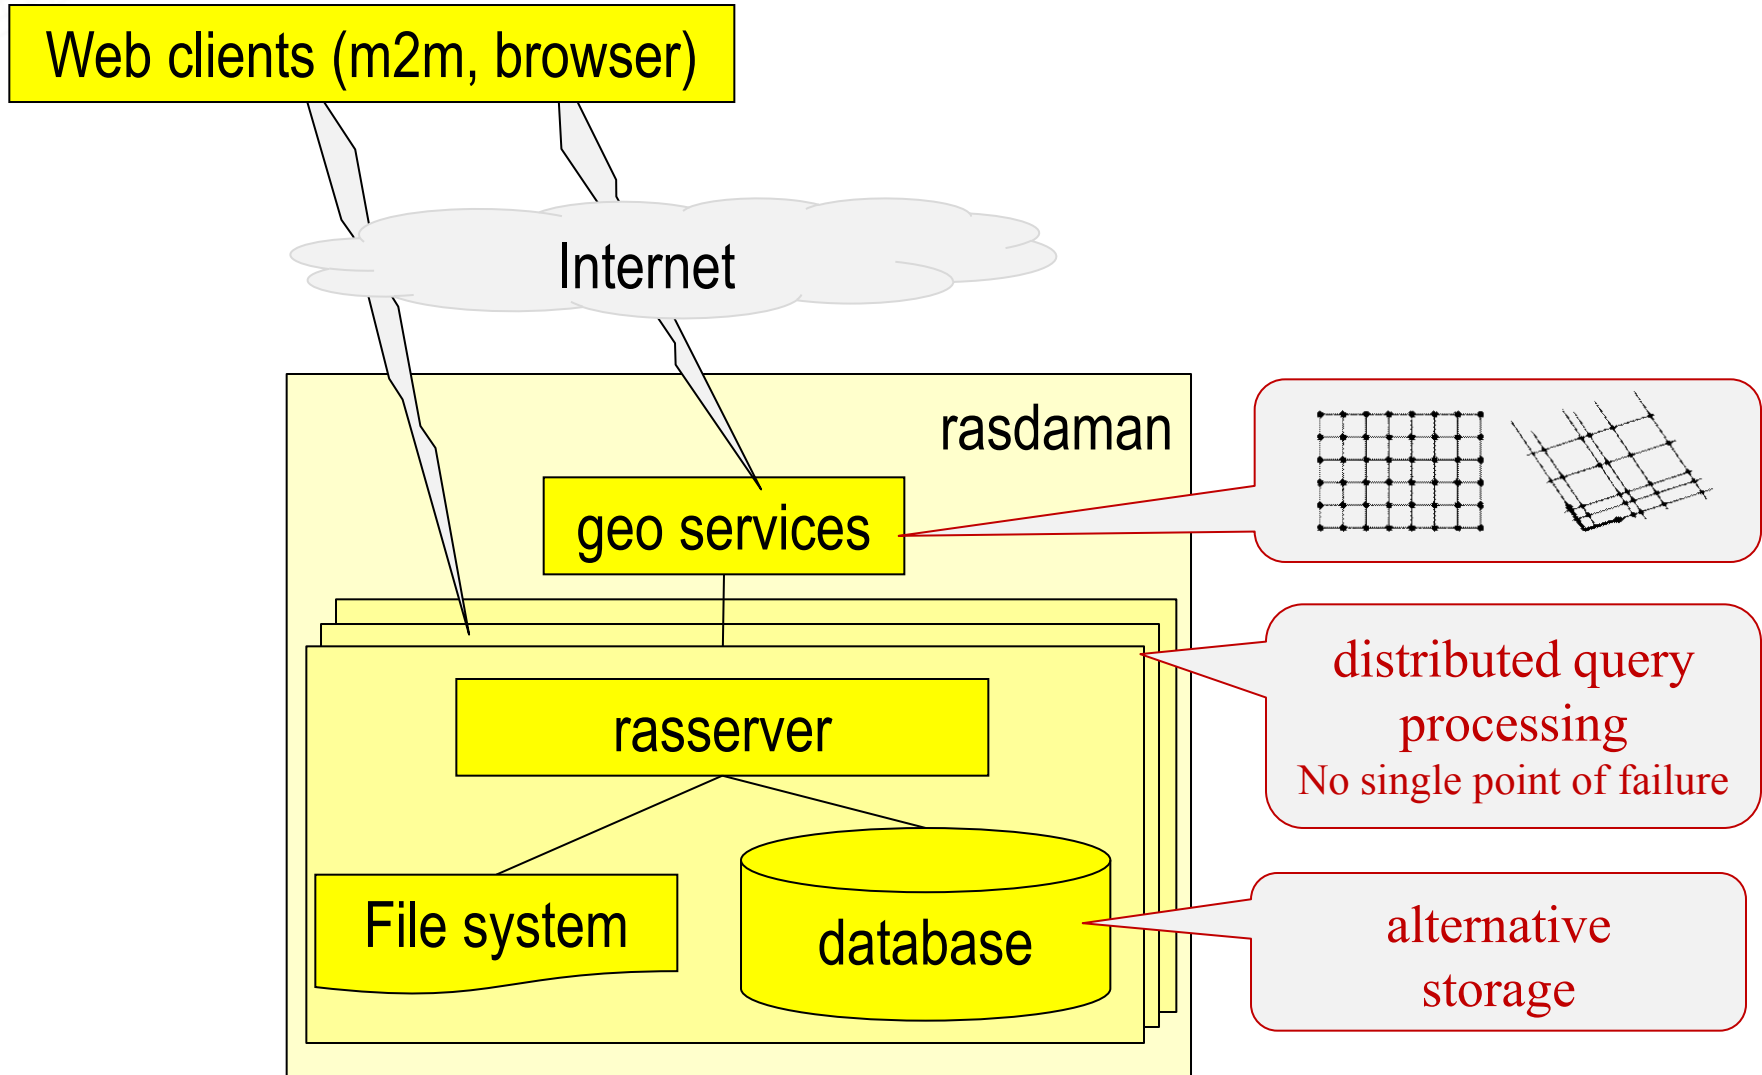 Web clients (m2m, browser)
Internet
rasdaman
geo services
distributed query
processing
No single point of failure
rasserver
File system
database
alternative
storage